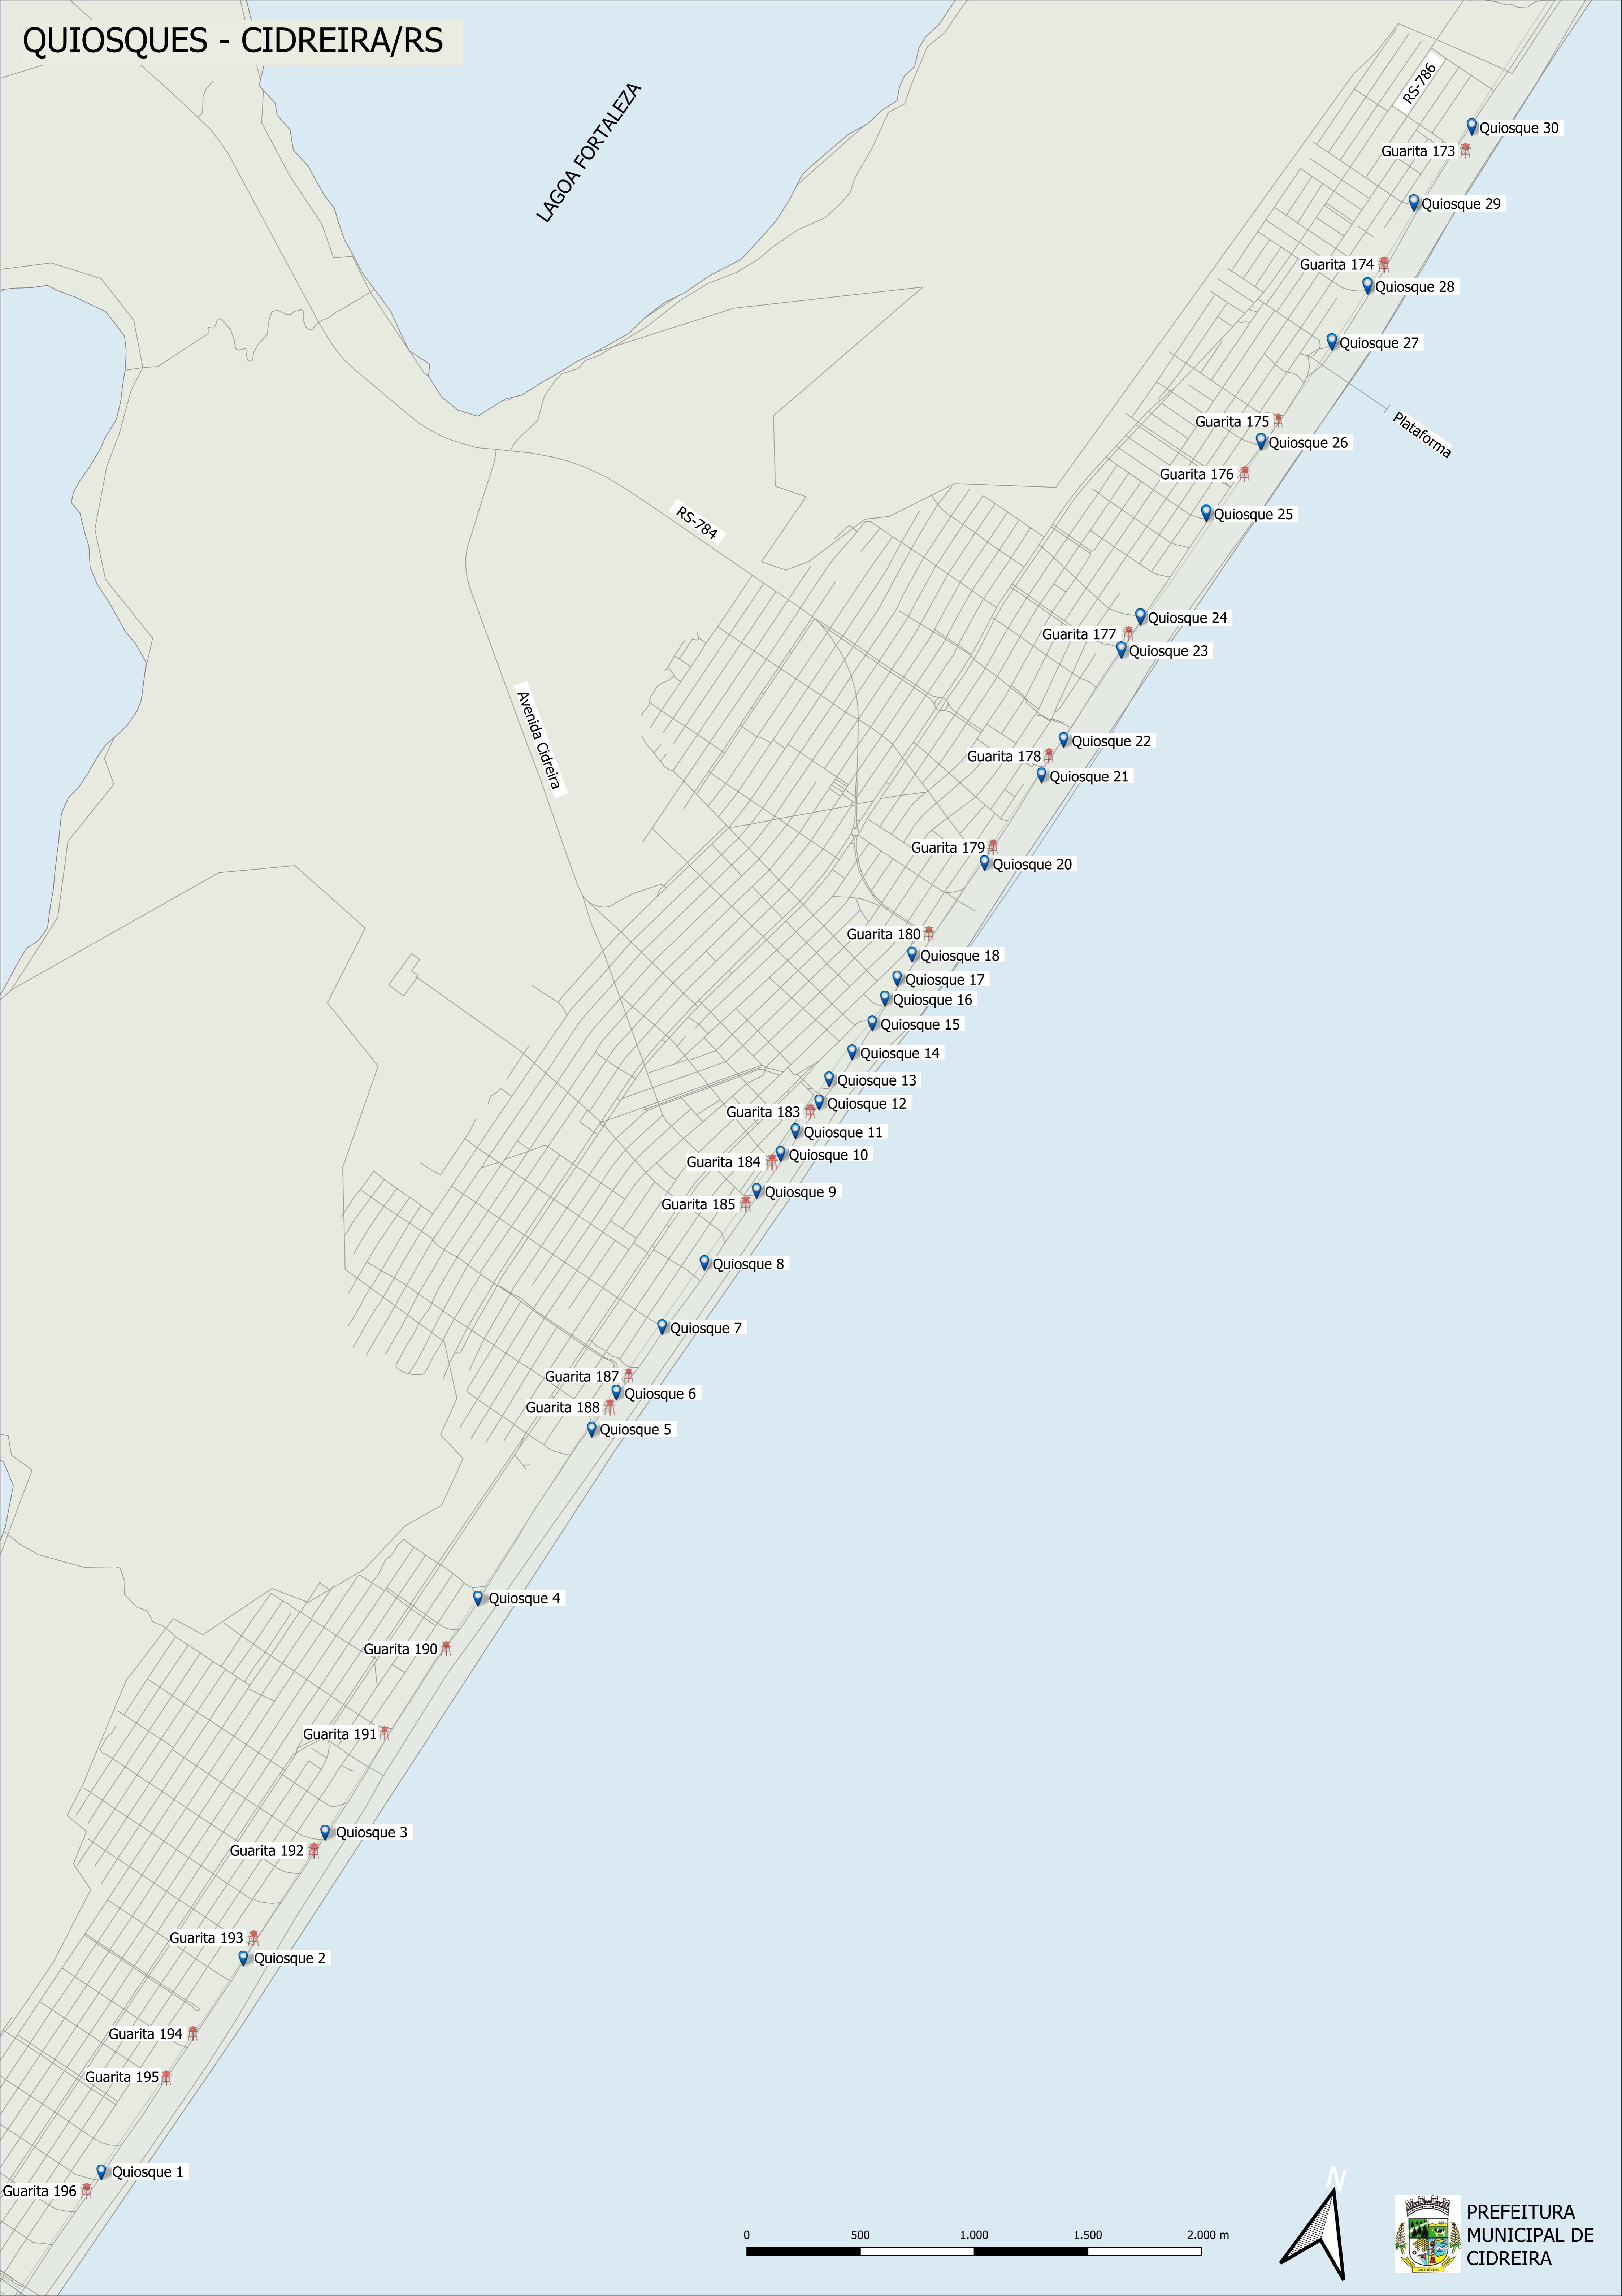 QUIOSQUES - CIDREIRA/RS
RS-786
LAGOA FORTALEZA
Quiosque 30
Guarita 173
Quiosque 29
Guarita 174
Quiosque 28
Quiosque 27
Guarita 175
Plataforma
Quiosque 26
Guarita 176
Quiosque 25
RS-784
Quiosque 24
Guarita 177
Quiosque 23
Avenida Cidreira
Quiosque 22
Guarita 178
Quiosque 21
Guarita 179
Quiosque 20
Guarita 180
Quiosque 18
Quiosque 17
Quiosque 16
Quiosque 15
Quiosque 14
Quiosque 13
Quiosque 12
Guarita 183
Quiosque 11
Quiosque 10
Guarita 184
Quiosque 9
Guarita 185
Quiosque 8
Quiosque 7
Guarita 187
Quiosque 6
Guarita 188
Quiosque 5
Quiosque 4
Guarita 190
Guarita 191
Quiosque 3
Guarita 192
Guarita 193
Quiosque 2
Guarita 194
Guarita 195
Quiosque 1
Guarita 196
N
0 500 1.000 1.500 2.000 m
PREFEITURA
MUNICIPAL DE
CIDREIRA
CIDREIRA